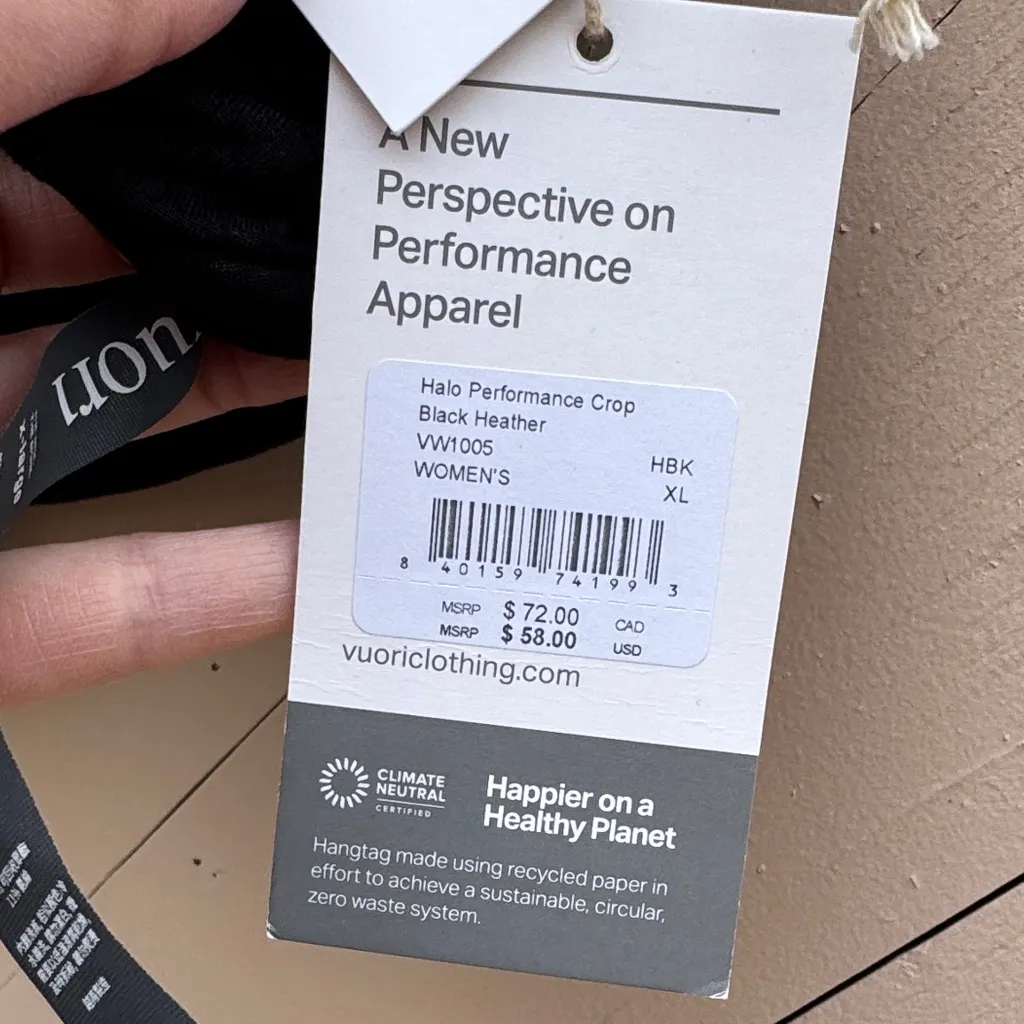 A New
Perspective on
Performance
Apparel
Halo Performance Crop
Black Heather
VW1005
HBK
WOMEN'S
XL
8 40159 74199 3
MSRP $ 72.00 CAD
MSRP $ 58.00 USD
vuoriclothing.com
CLIMATE
NEUTRAL
CERTIFIED
Happier on a
Healthy Planet
Hangtag made using recycled paper in
effort to achieve a sustainable, circular,
zero waste system.
vuori